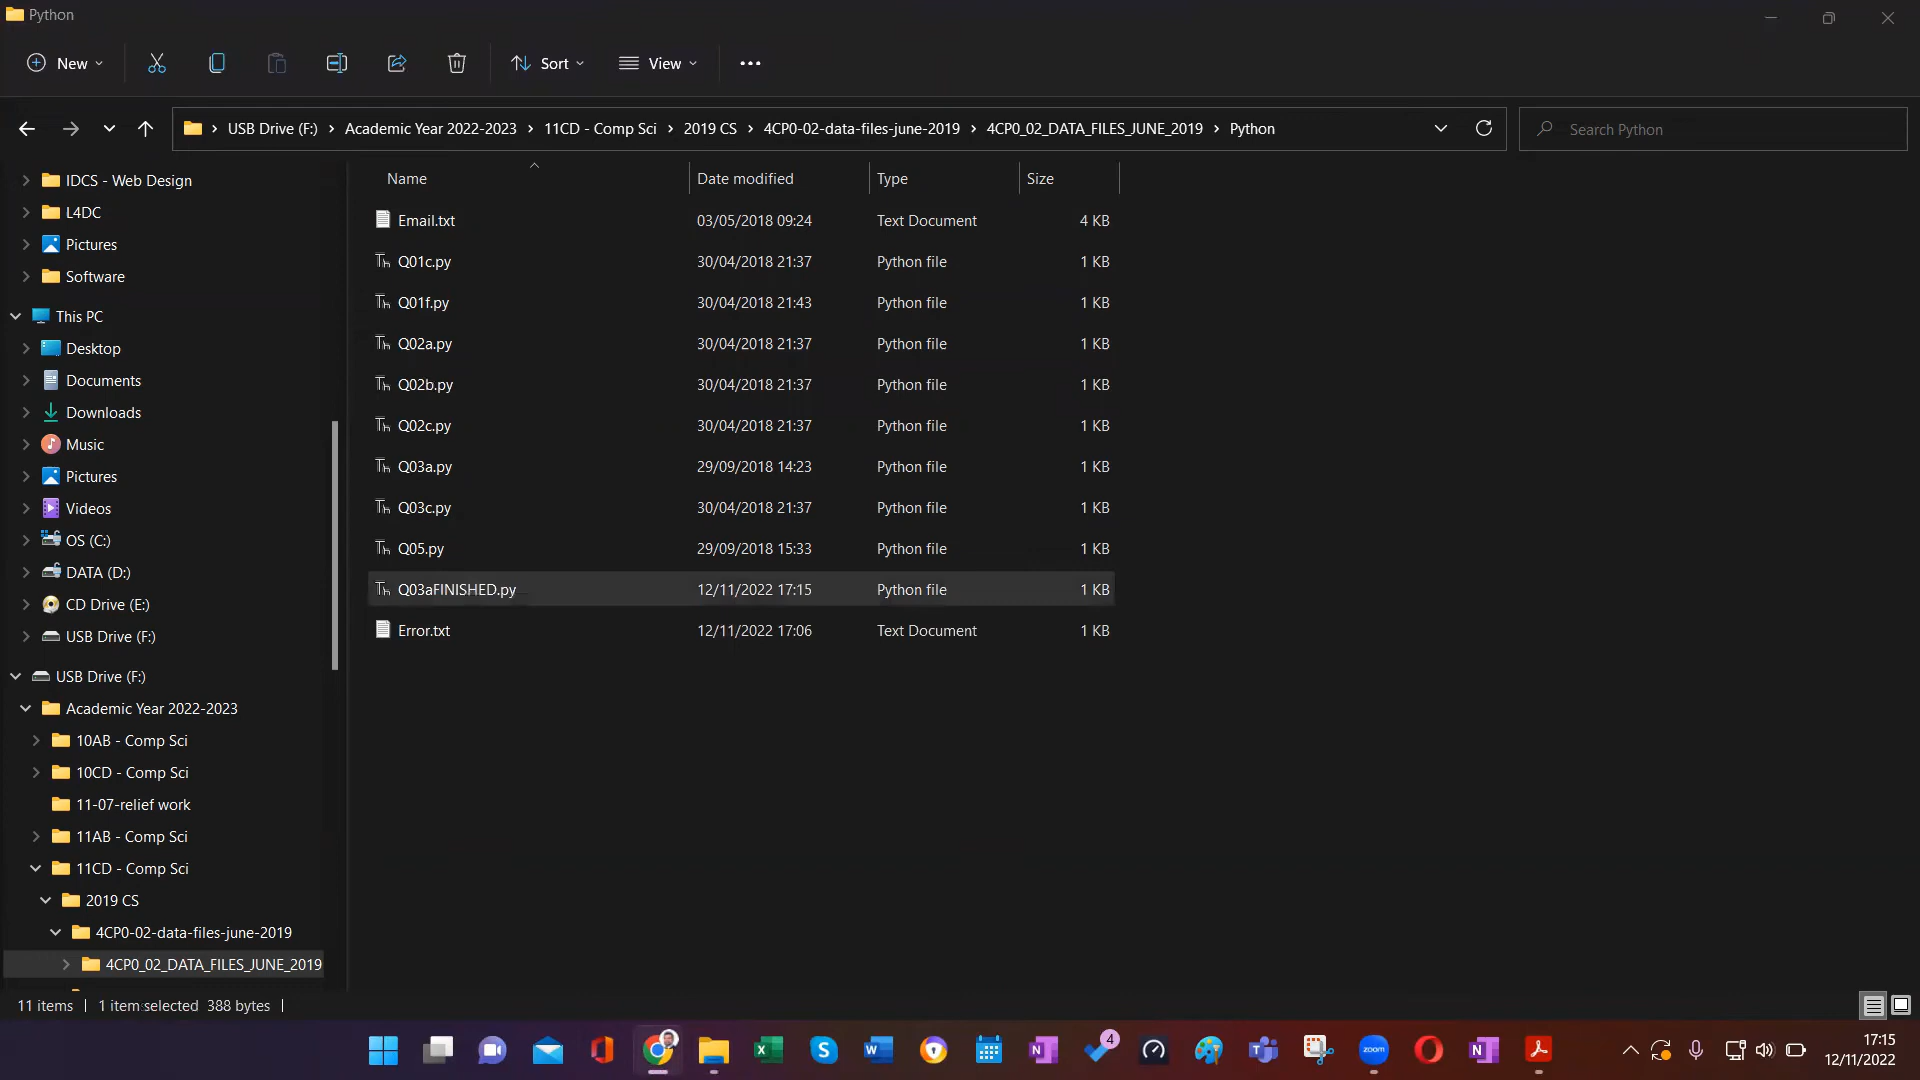 Python
New
Sort
View
USB Drive (F:) Academic Year 2022-2023 11CD - Comp Sci 2019 CS 4CP0-02-data-files-june-2019 4CP0_02_DATA_FILES_JUNE_2019 Python
Search Python
IDCS - Web Design
L4DC
Pictures
Software
This PC
Desktop
Documents
Downloads
Music
Pictures
Videos
OS (C:)
DATA (D:)
CD Drive (E:)
USB Drive (F:)
USB Drive (F:)
Academic Year 2022-2023
10AB - Comp Sci
10CD - Comp Sci
11-07-relief work
11AB - Comp Sci
11CD - Comp Sci
2019 CS
4CP0-02-data-files-june-2019
4CP0_02_DATA_FILES_JUNE_2019
Name Date modified Type Size
Email.txt 03/05/2018 09:24 Text Document 4 KB
Q01c.py 30/04/2018 21:37 Python file 1 KB
Q01f.py 30/04/2018 21:43 Python file 1 KB
Q02a.py 30/04/2018 21:37 Python file 1 KB
Q02b.py 30/04/2018 21:37 Python file 1 KB
Q02c.py 30/04/2018 21:37 Python file 1 KB
Q03a.py 29/09/2018 14:23 Python file 1 KB
Q03c.py 30/04/2018 21:37 Python file 1 KB
Q05.py 29/09/2018 15:33 Python file 1 KB
Q03aFINISHED.py 12/11/2022 17:15 Python file 1 KB
Error.txt 12/11/2022 17:06 Text Document 1 KB
11 items 1 item selected 388 bytes
zoom
4
17:15
12/11/2022